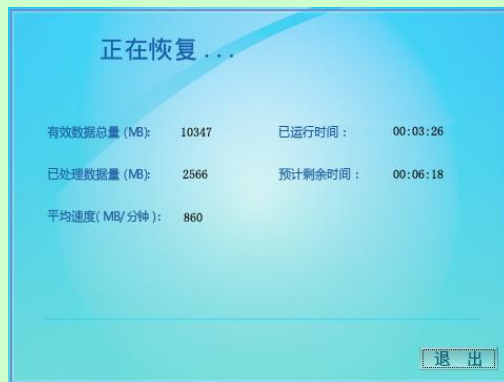 正在恢复 . . .
有效数据总量 (MB): 10347 已运行时间 : 00:03:26
已处理数据量 (MB): 2566 预计剩余时间 : 00:06:18
平均速度( MB/ 分钟 ) : 860
退 出